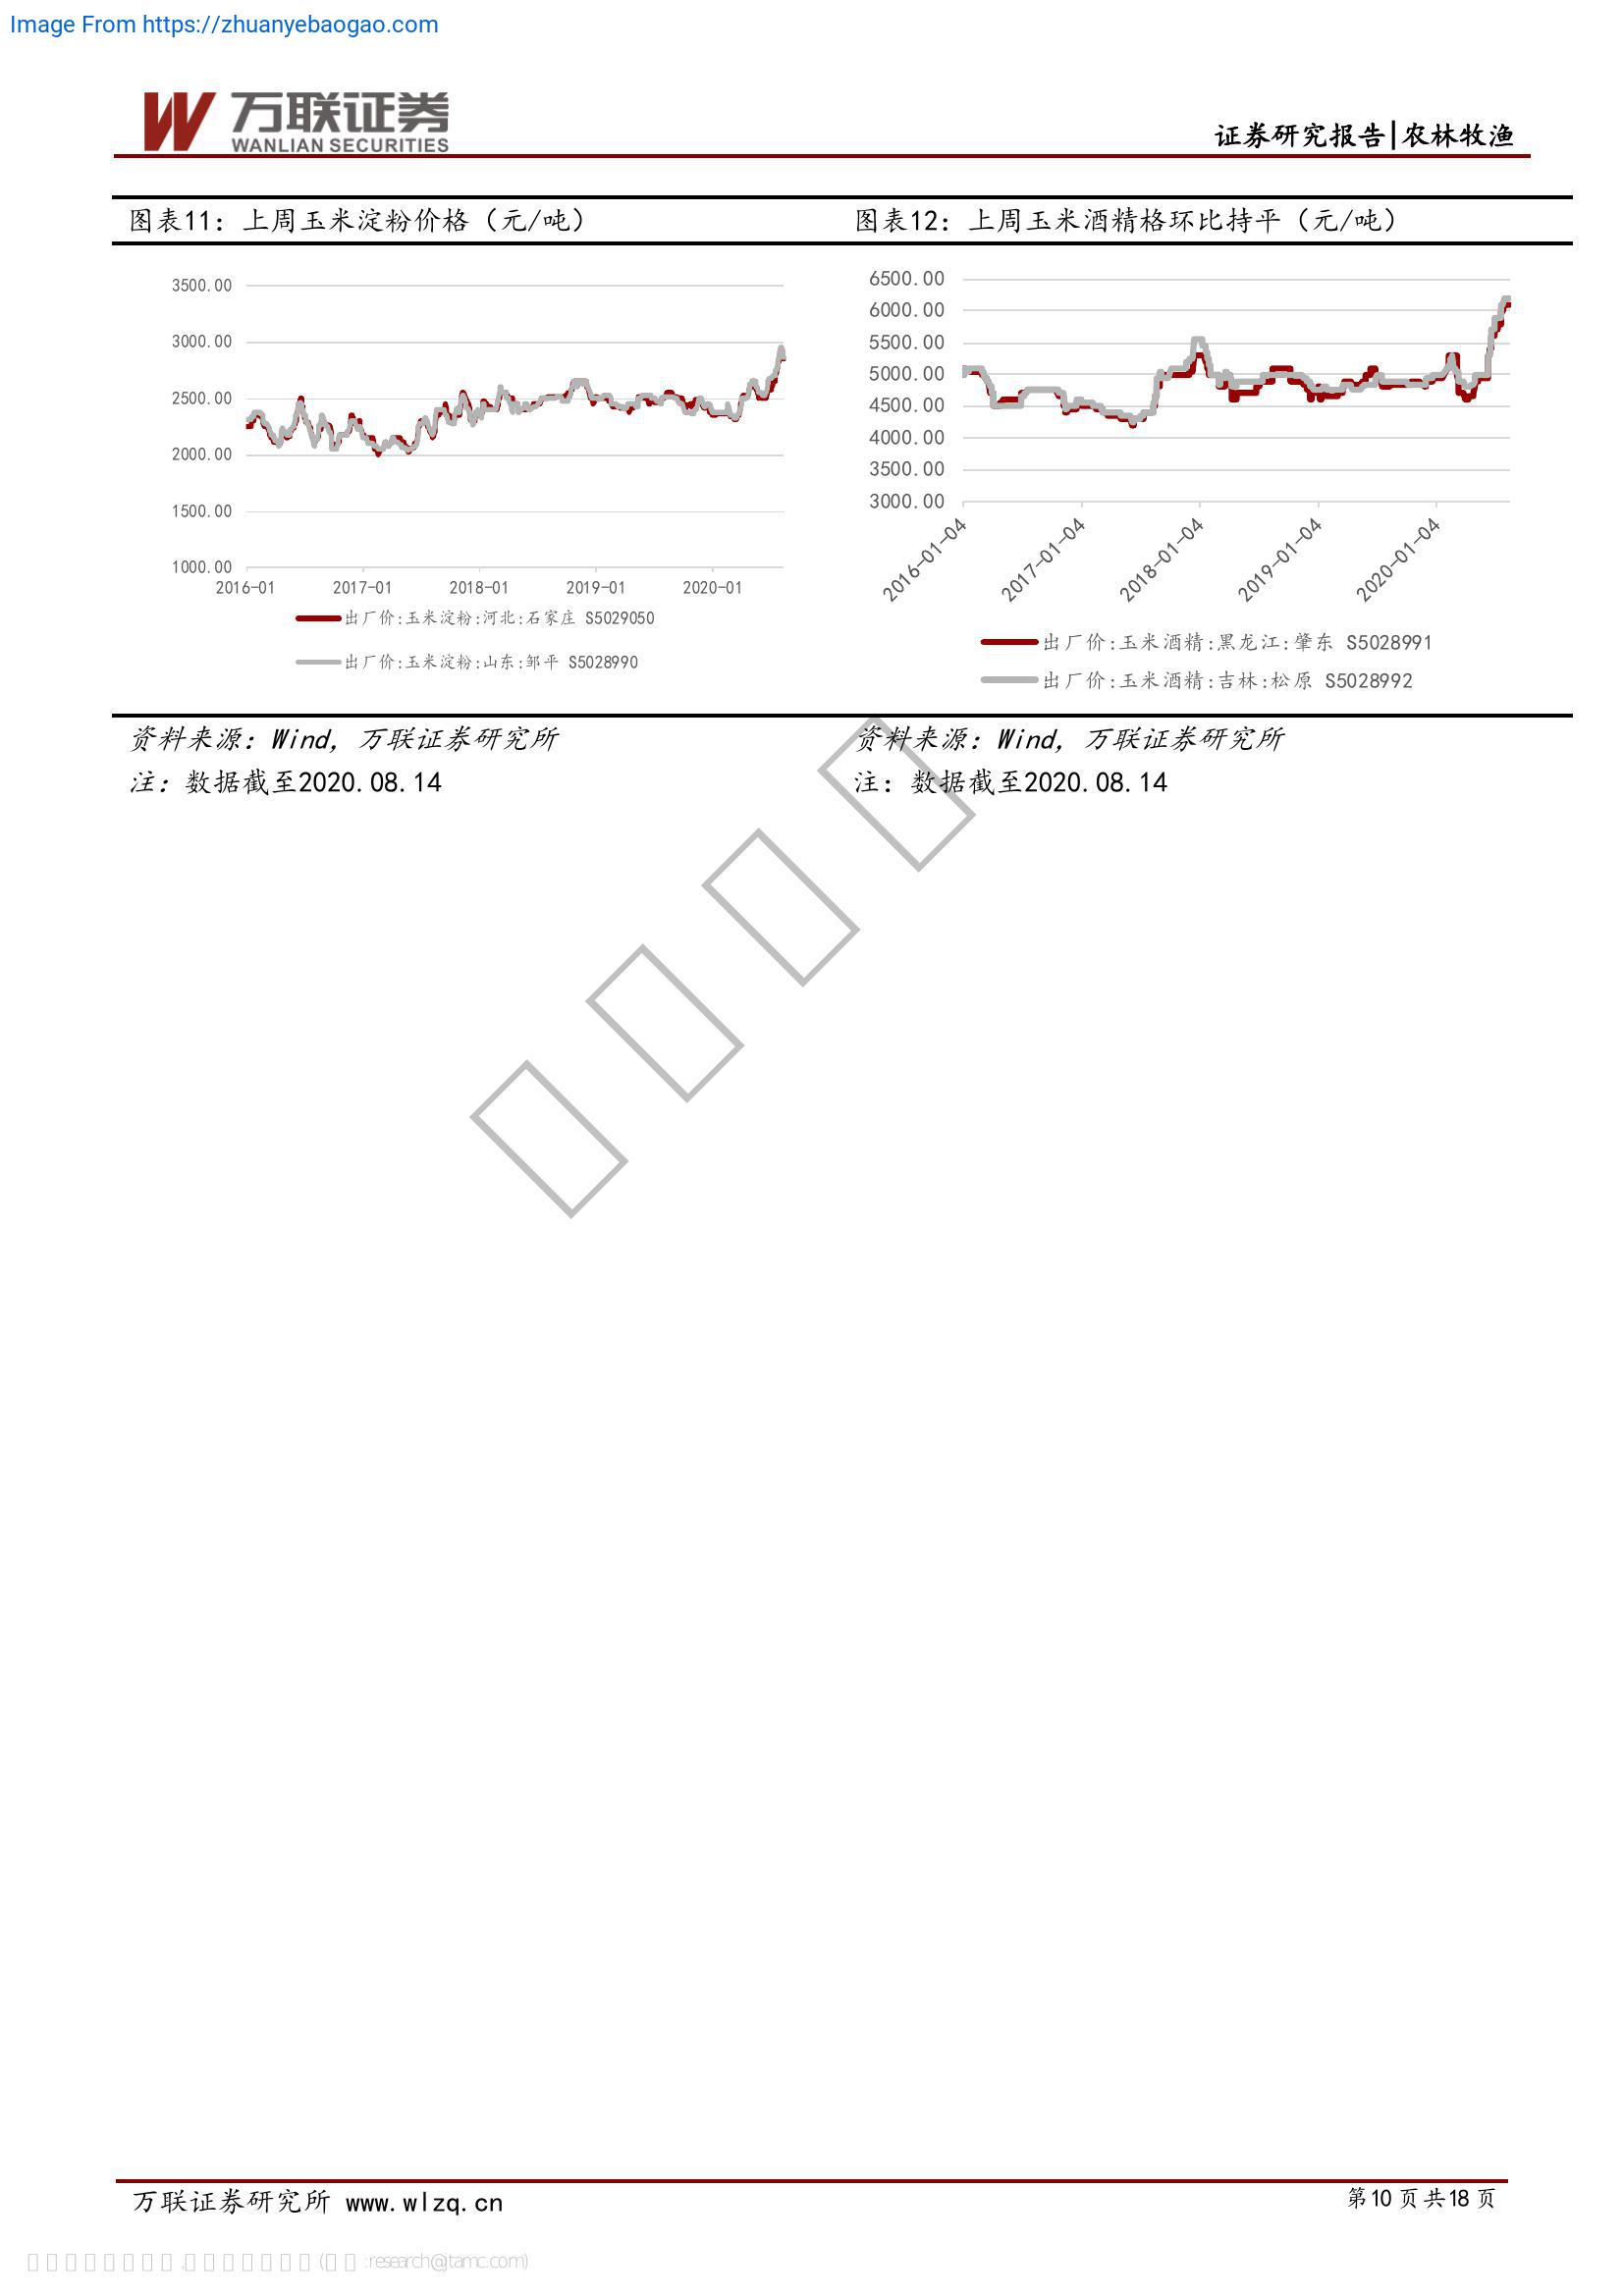 Image From https://zhuanyebaogao.com
万联证券
WANLIAN SECURITIES
证券研究报告|农林牧渔
图表11：上周玉米淀粉价格（元/吨）
3500.00
3000.00
2500.00
2000.00
1500.00
1000.00
2016-01 2017-01 2018-01 2019-01 2020-01
出厂价:玉米淀粉:河北:石家庄 S5029050
出厂价:玉米淀粉:山东:邹平 S5028990
资料来源：Wind, 万联证券研究所
注：数据截至2020.08.14
图表12：上周玉米酒精格环比持平（元/吨）
6500.00
6000.00
5500.00
5000.00
4500.00
4000.00
3500.00
3000.00
2016-01-04 2017-01-04 2018-01-04 2019-01-04 2020-01-04
出厂价:玉米酒精:黑龙江:肇东 S5028991
出厂价:玉米酒精:吉林:松原 S5028992
资料来源：Wind, 万联证券研究所
注：数据截至2020.08.14
万联证券研究所 www.wlzq.cn
第10 页 共18 页
:research@jtamc.com)